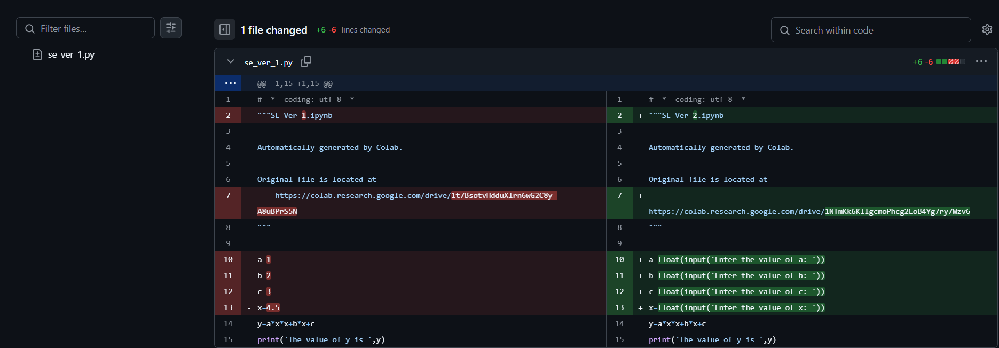 Filter files...
se_ver_1.py
1 file changed +6 -6 lines changed
Search within code
se_ver_1.py
+6 -6
@@ -1,15 +1,15 @@
1 # -*- coding: utf-8 -*-
2 - """SE Ver 1.ipynb
3
4 Automatically generated by Colab.
5
6 Original file is located at
7 - https://colab.research.google.com/drive/1t7BsotvHdduXlrn6wG2C8y-
A8uBPrS5N
8 """
9
10 - a=1
11 - b=2
12 - c=3
13 - x=4.5
14 y=a*x*x+b*x+c
15 print('The value of y is ',y)
1 # -*- coding: utf-8 -*-
2 + """SE Ver 2.ipynb
3
4 Automatically generated by Colab.
5
6 Original file is located at
7 +
https://colab.research.google.com/drive/1NTmKk6KIIgcmoPhcg2EoB4Yg7ry7Wzv6
8 """
9
10 + a=float(input('Enter the value of a: '))
11 + b=float(input('Enter the value of b: '))
12 + c=float(input('Enter the value of c: '))
13 + x=float(input('Enter the value of x: '))
14 y=a*x*x+b*x+c
15 print('The value of y is ',y)